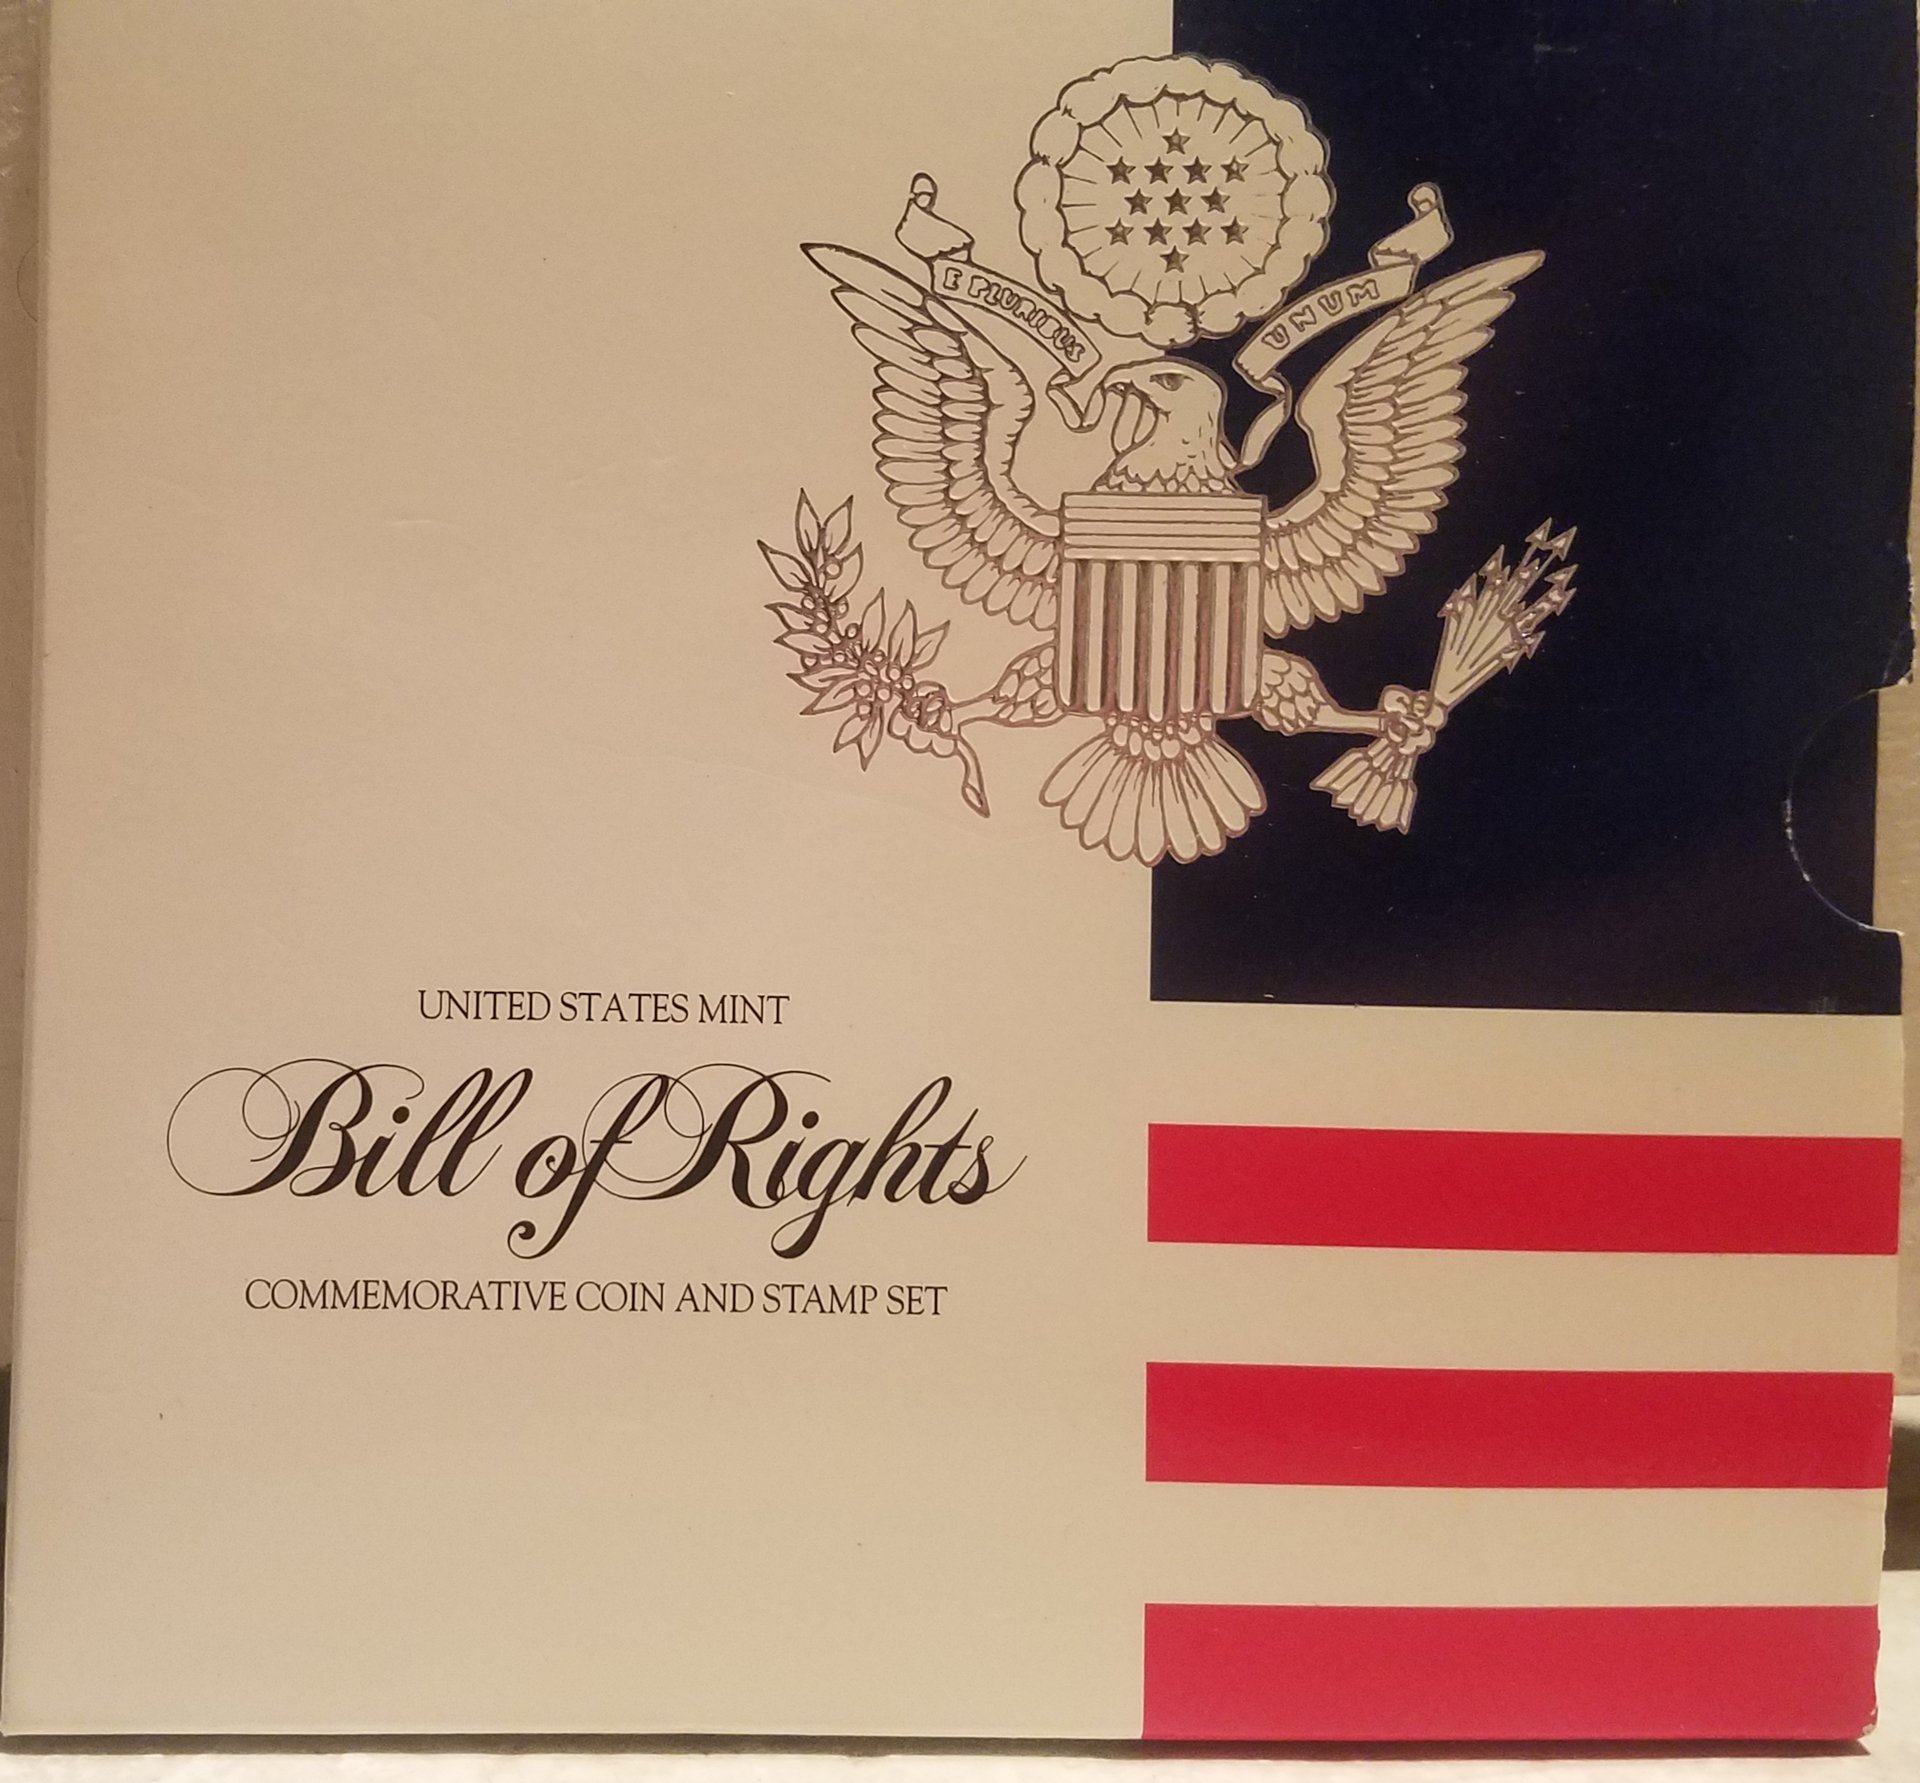 E PLURIBUS UNUM
UNITED STATES MINT
Bill of Rights
COMMEMORATIVE COIN AND STAMP SET